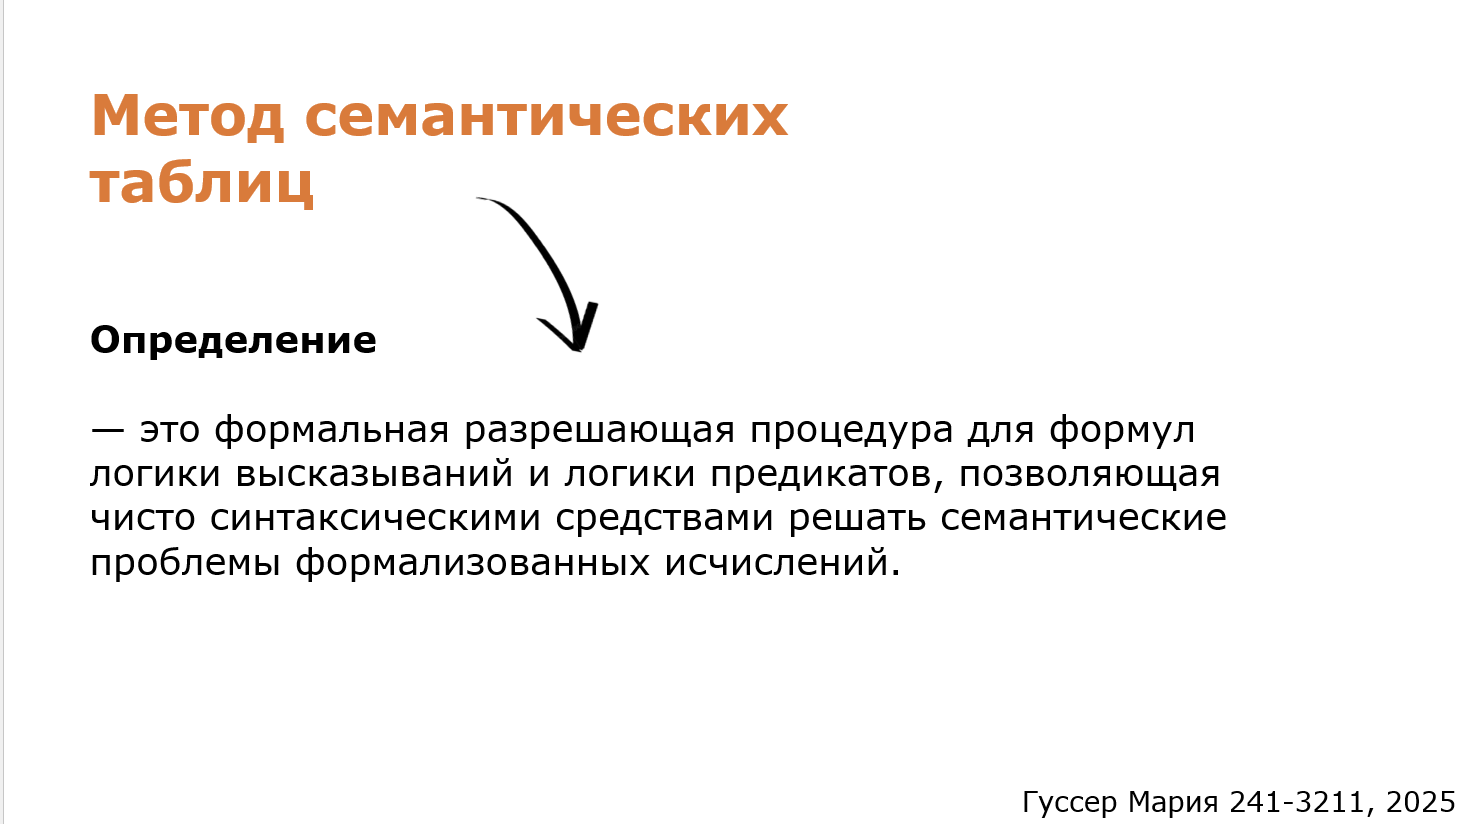 Метод семантических
таблиц
Определение
— это формальная разрешающая процедура для формул
логики высказываний и логики предикатов, позволяющая
чисто синтаксическими средствами решать семантические
проблемы формализованных исчислений.
Гуссер Мария 241-3211, 2025